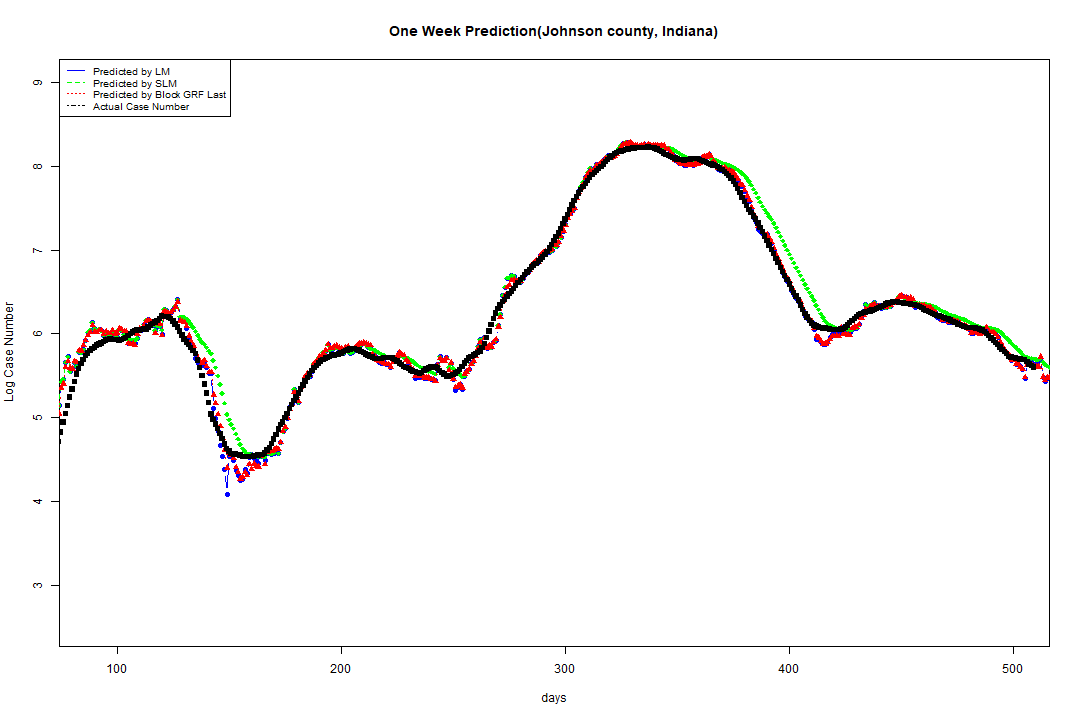 One Week Prediction(Johnson county, Indiana)
Predicted by LM
Predicted by SLM
Predicted by Block GRF Last
Actual Case Number
9
8
7
6
5
4
3
Log Case Number
100 200 300 400 500
days